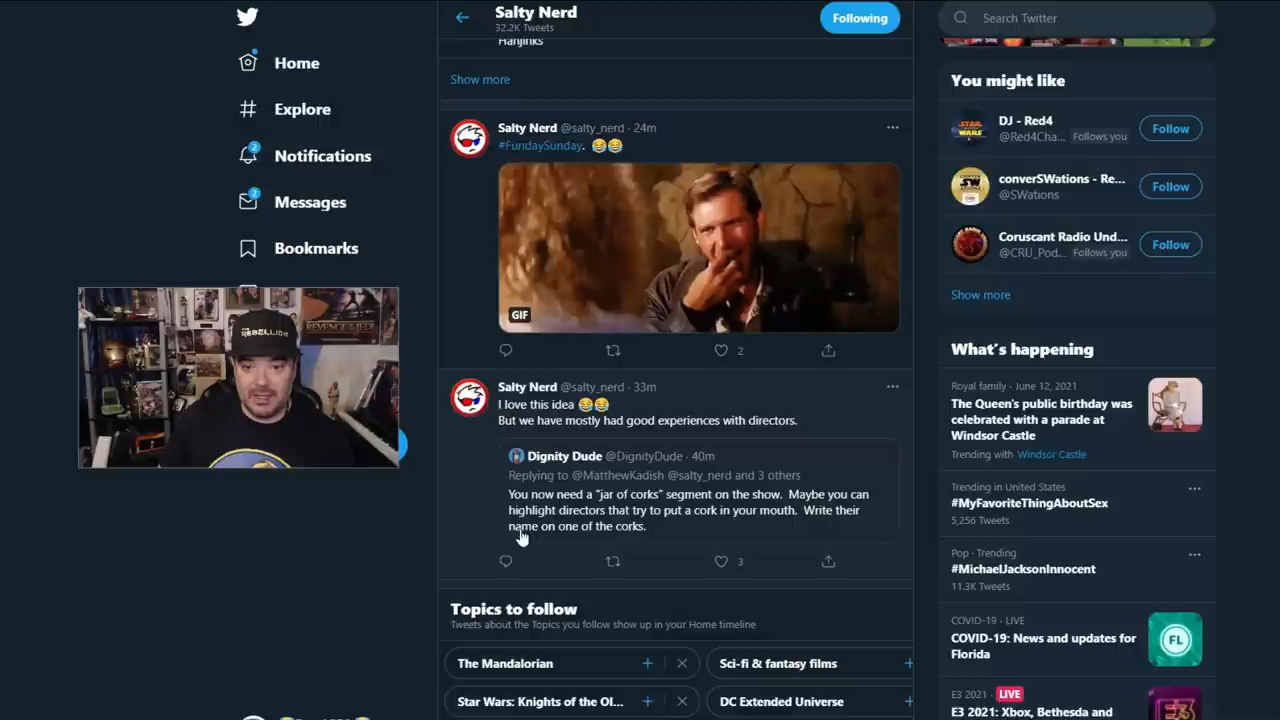 Home
Explore
Notifications
2
Messages
2
Bookmarks
REVENGE OF THE JEDI
REBELLION
Salty Nerd
32.2K Tweets
Following
Hanjinks
Show more
Salty Nerd @salty_nerd · 24m
#FundaySunday. 😂😂
GIF
2
Salty Nerd @salty_nerd · 33m
I love this idea 😂😂
But we have mostly had good experiences with directors.
Dignity Dude @DignityDude · 40m
Replying to @MatthewKadish @salty_nerd and 3 others
You now need a "jar of corks" segment on the show. Maybe you can
highlight directors that try to put a cork in your mouth. Write their
name on one of the corks.
3
Topics to follow
Tweets about the Topics you follow show up in your Home timeline
The Mandalorian
Sci-fi & fantasy films
Star Wars: Knights of the Ol...
DC Extended Universe
Search Twitter
You might like
DJ - Red4
@Red4Cha... Follows you
Follow
converSWations - Re...
@SWations
Follow
Coruscant Radio Und...
@CRU_Pod... Follows you
Follow
Show more
What's happening
Royal family · June 12, 2021
The Queen's public birthday was
celebrated with a parade at
Windsor Castle
Trending with Windsor Castle
Trending in United States
#MyFavoriteThingAboutSex
5,256 Tweets
Pop · Trending
#MichaelJacksonInnocent
11.3K Tweets
COVID-19 · LIVE
COVID-19: News and updates for
Florida
FL
E3 2021 · LIVE
E3 2021: Xbox, Bethesda and